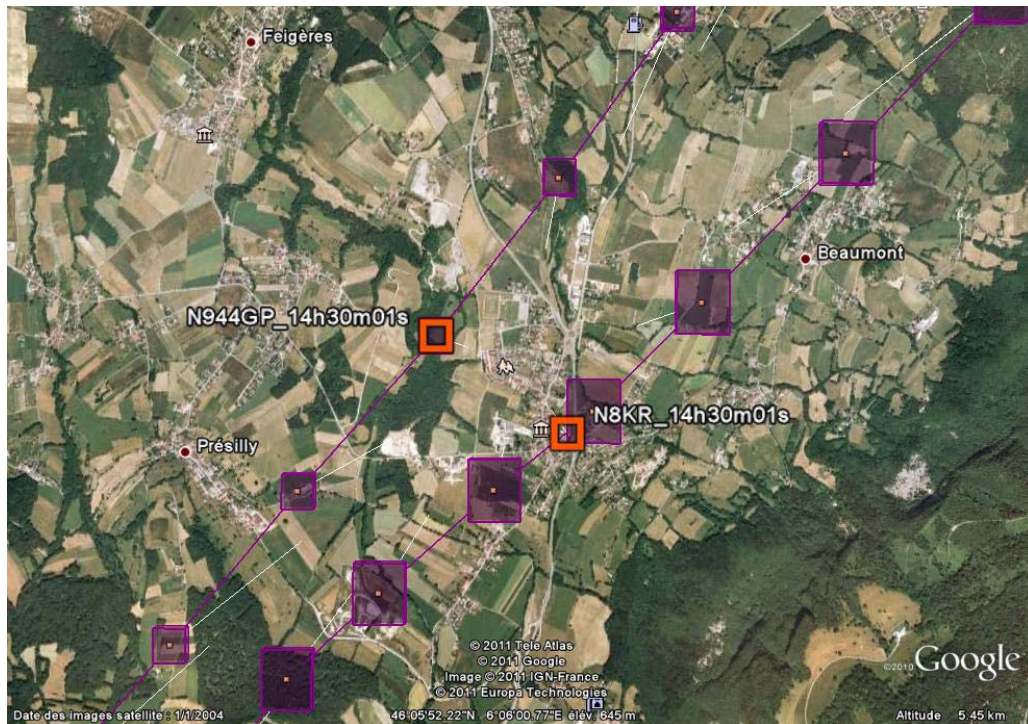 Feigères
N944GP_14h30m01s
Beaumont
N8KR_14h30m01s
Présilly
© 2011 Tele Atlas
© 2011 Google
Image © 2011 IGN-France
© 2011 Europa Technologies
©2010 Google
Date des images satellite : 1/1/2004
46°05'52.22"N 6°06'00.77"E élév 645 m
Altitude 5.45 km